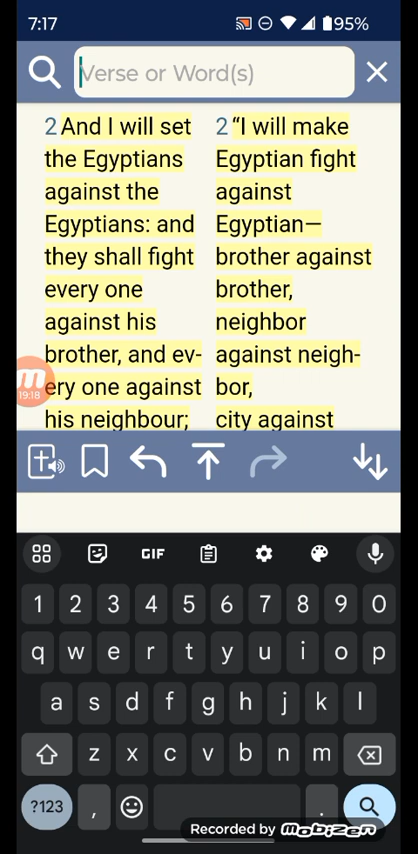 7:17
95%
Verse or Word(s)
2 And I will set
the Egyptians
against the
Egyptians: and
they shall fight
every one
against his
brother, and ev-
ery one against
his neighbour;
2 “I will make
Egyptian fight
against
Egyptian—
brother against
brother,
neighbor
against neigh-
bor,
city against
19:18
GIF
1 2 3 4 5 6 7 8 9 0
q w e r t y u i o p
a s d f g h j k l
z x c v b n m
?123 , .
Recorded by mobizen